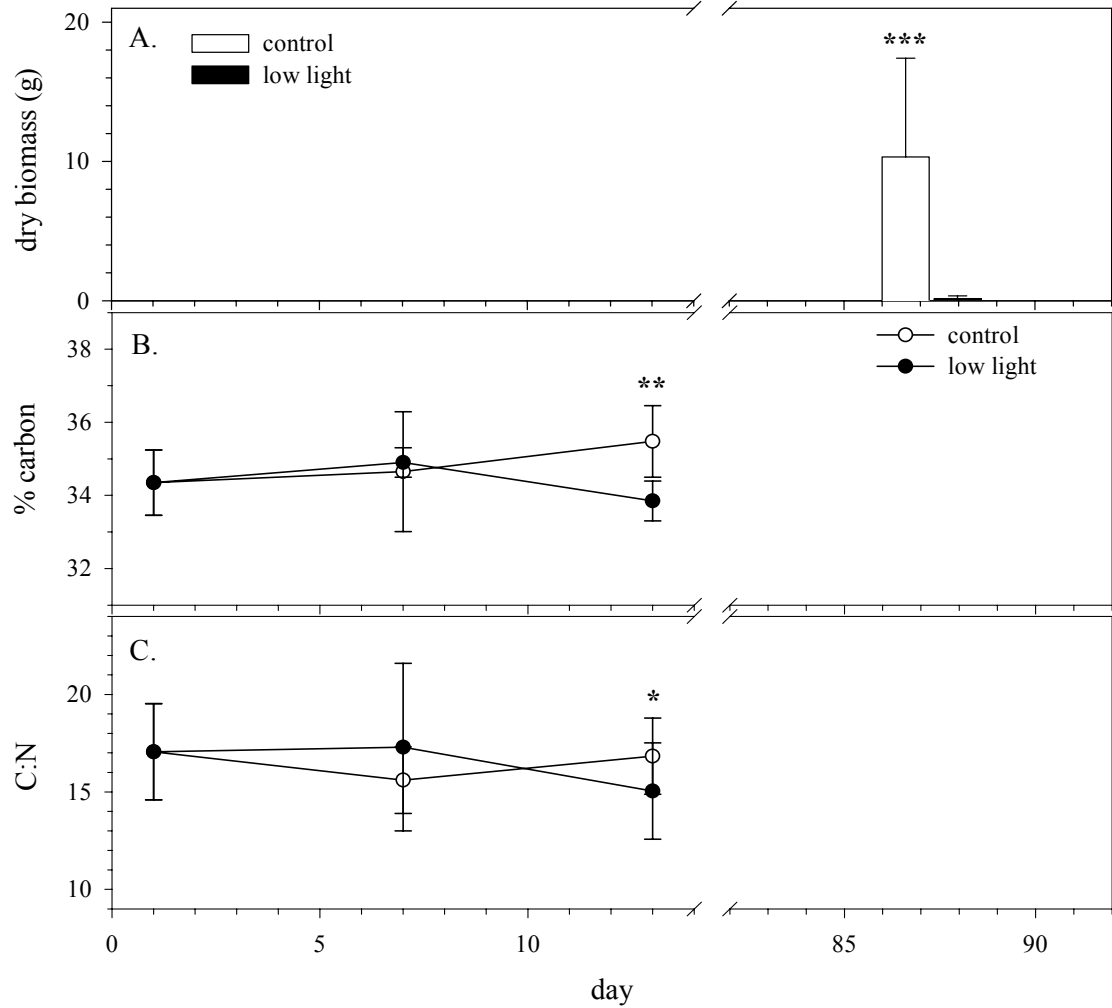 A.
control
low light
***
20
10
0
dry biomass (g)
B.
control
low light
**
38
36
34
32
% carbon
C.
*
20
15
10
C:N
0 5 10 85 90
day